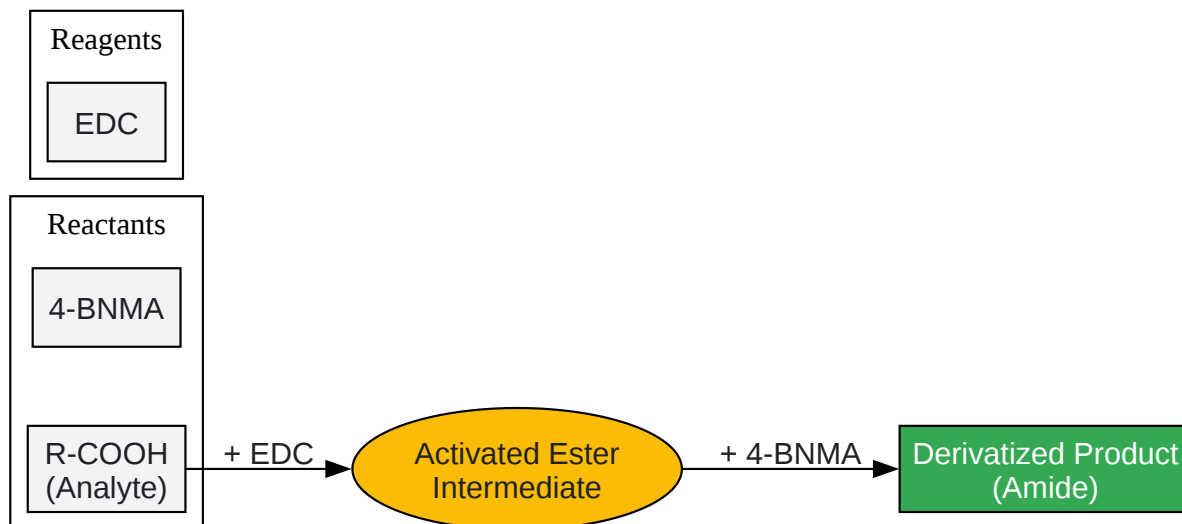 Reagents
EDC
Reactants
4-BNMA
R-COOH
(Analyte)
+ EDC
Activated Ester
Intermediate
+ 4-BNMA
Derivatized Product
(Amide)